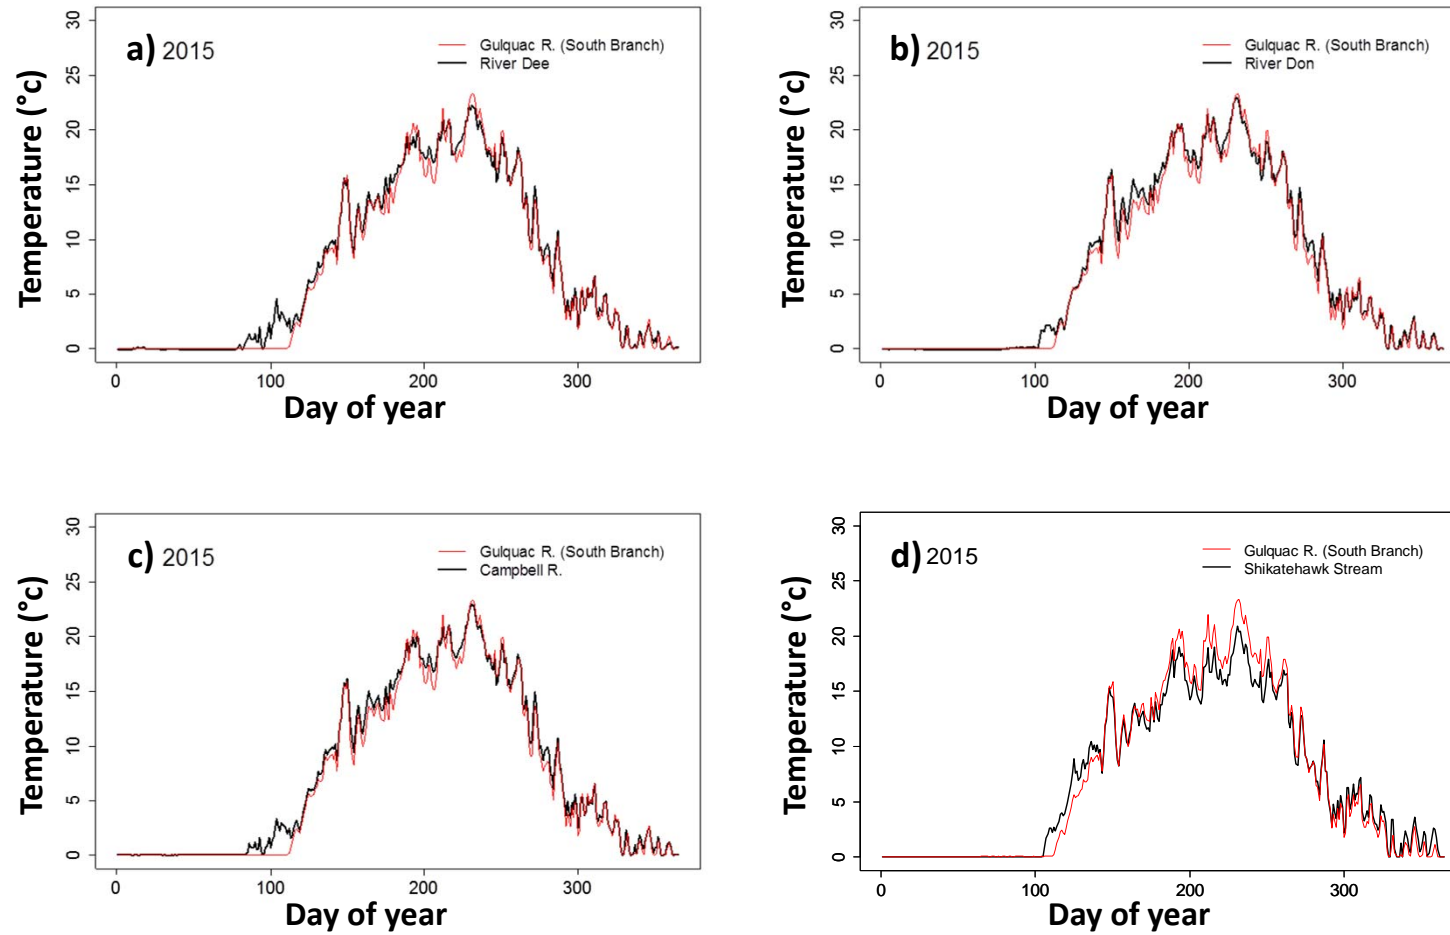 a) 2015
Gulquac R. (South Branch)
River Dee
Temperature (°c)
30
25
20
15
10
5
0
0 100 200 300
Day of year
b) 2015
Gulquac R. (South Branch)
River Don
Temperature (°c)
30
25
20
15
10
5
0
0 100 200 300
Day of year
c) 2015
Gulquac R. (South Branch)
Campbell R.
Temperature (°c)
30
25
20
15
10
5
0
0 100 200 300
Day of year
d) 2015
Gulquac R. (South Branch)
Shikatehawk Stream
Temperature (°c)
30
25
20
15
10
5
0
0 100 200 300
Day of year